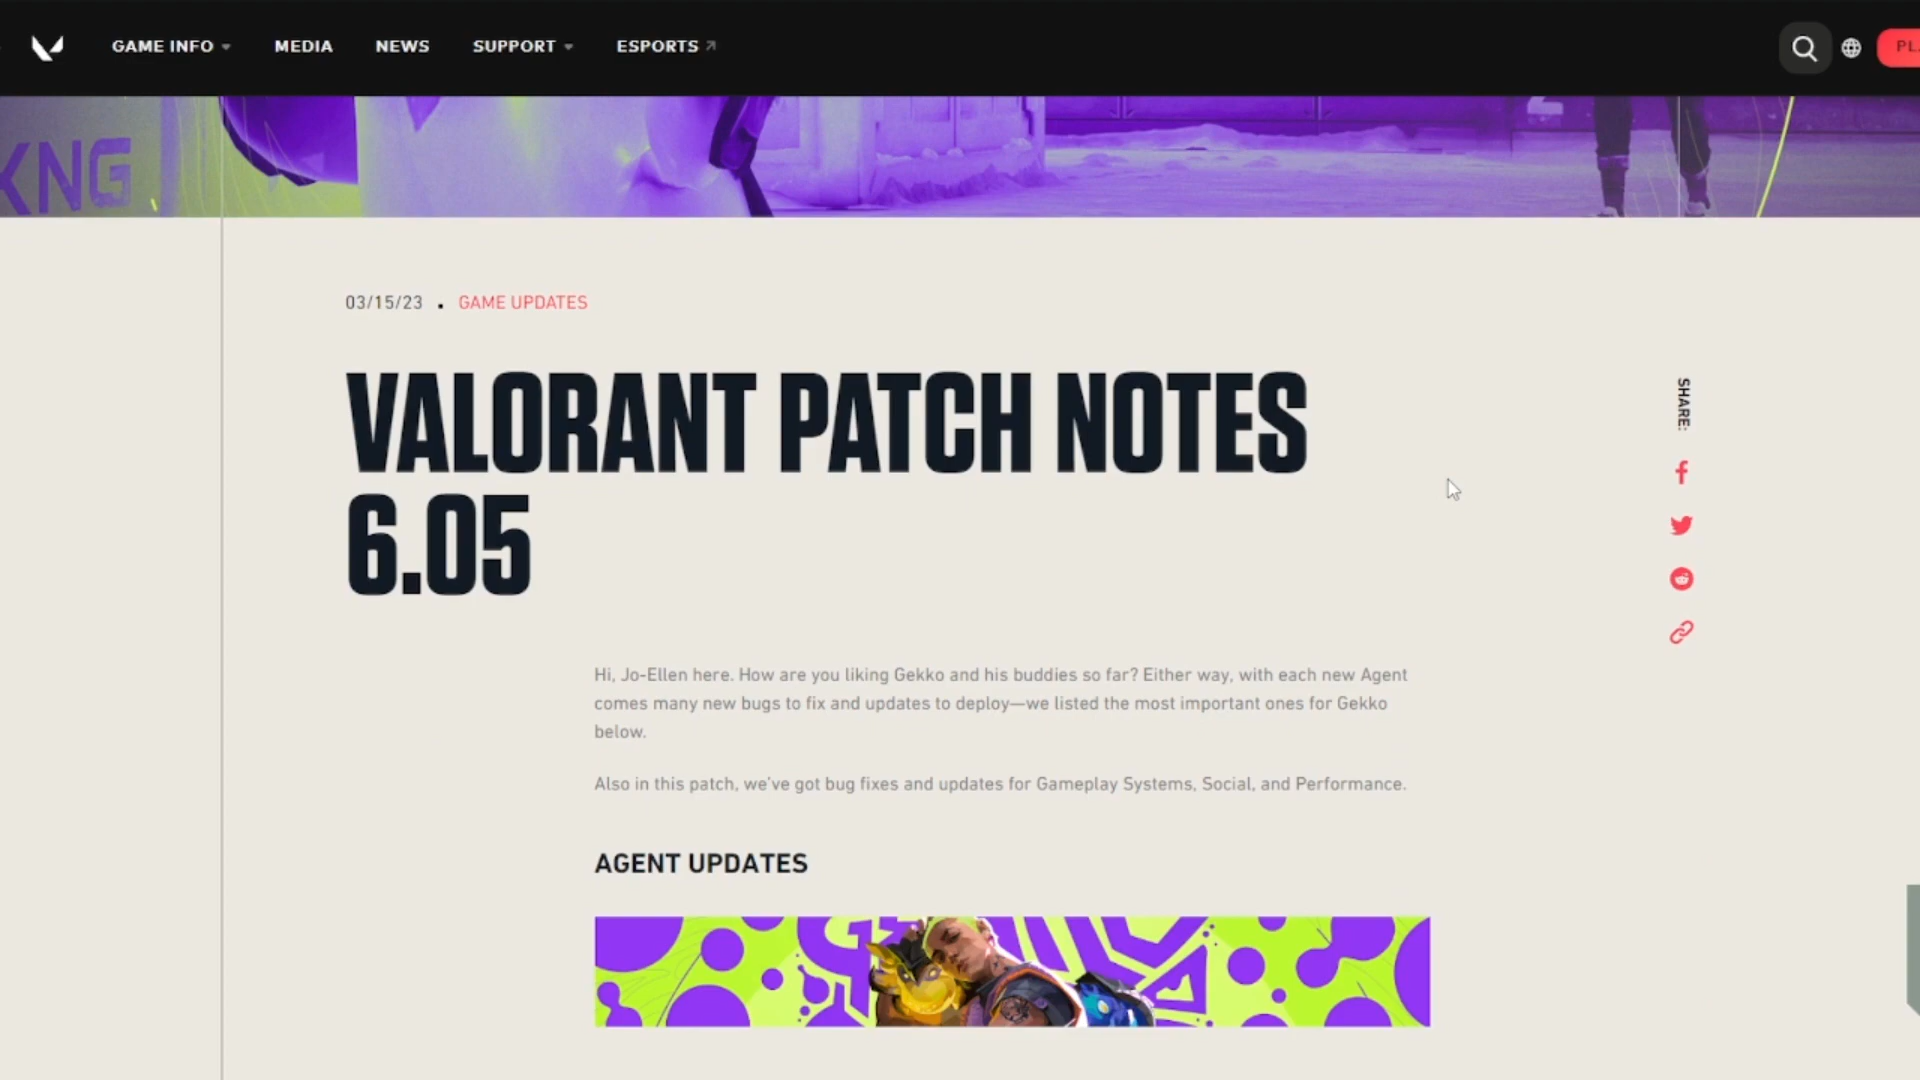 GAME INFO MEDIA NEWS SUPPORT ESPORTS
KNG
03/15/23 . GAME UPDATES
VALORANT PATCH NOTES
6.05
SHARE:
Hi, Jo-Ellen here. How are you liking Gekko and his buddies so far? Either way, with each new Agent
comes many new bugs to fix and updates to deploy—we listed the most important ones for Gekko
below.
Also in this patch, we've got bug fixes and updates for Gameplay Systems, Social, and Performance.
AGENT UPDATES